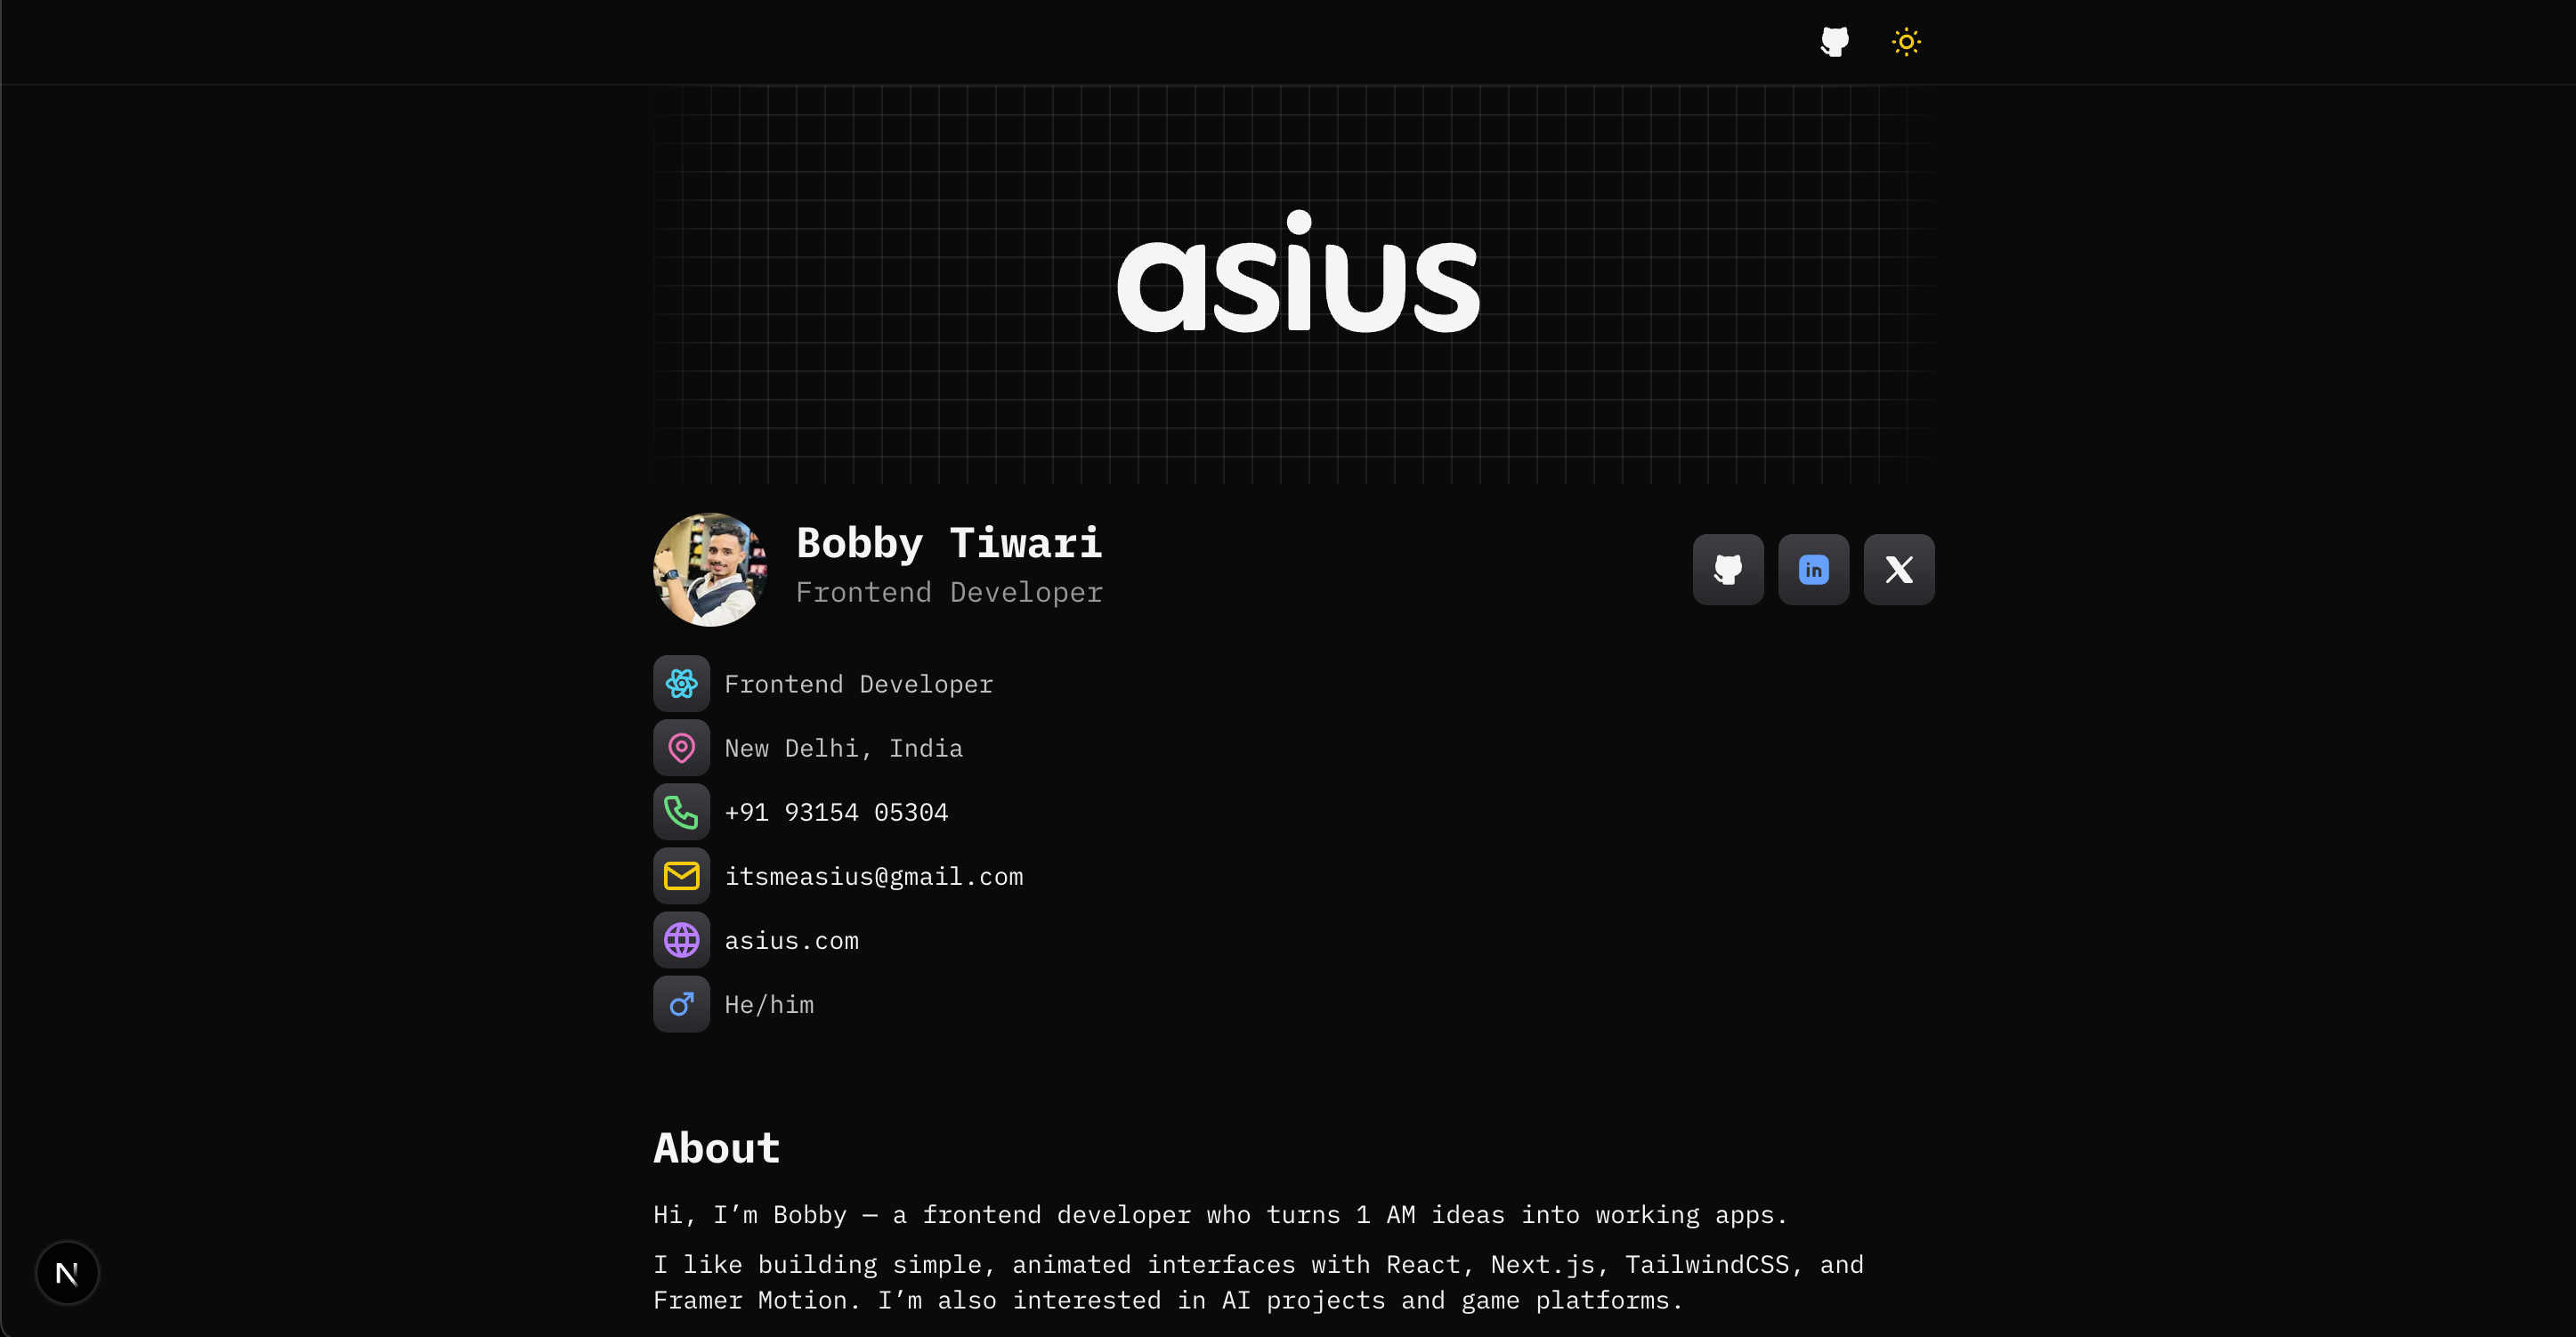 asius
Bobby Tiwari
Frontend Developer
in
X
Frontend Developer
New Delhi, India
+91 93154 05304
itsmeasius@gmail.com
asius.com
He/him
About
Hi, I’m Bobby — a frontend developer who turns 1 AM ideas into working apps.
I like building simple, animated interfaces with React, Next.js, TailwindCSS, and
Framer Motion. I’m also interested in AI projects and game platforms.
N